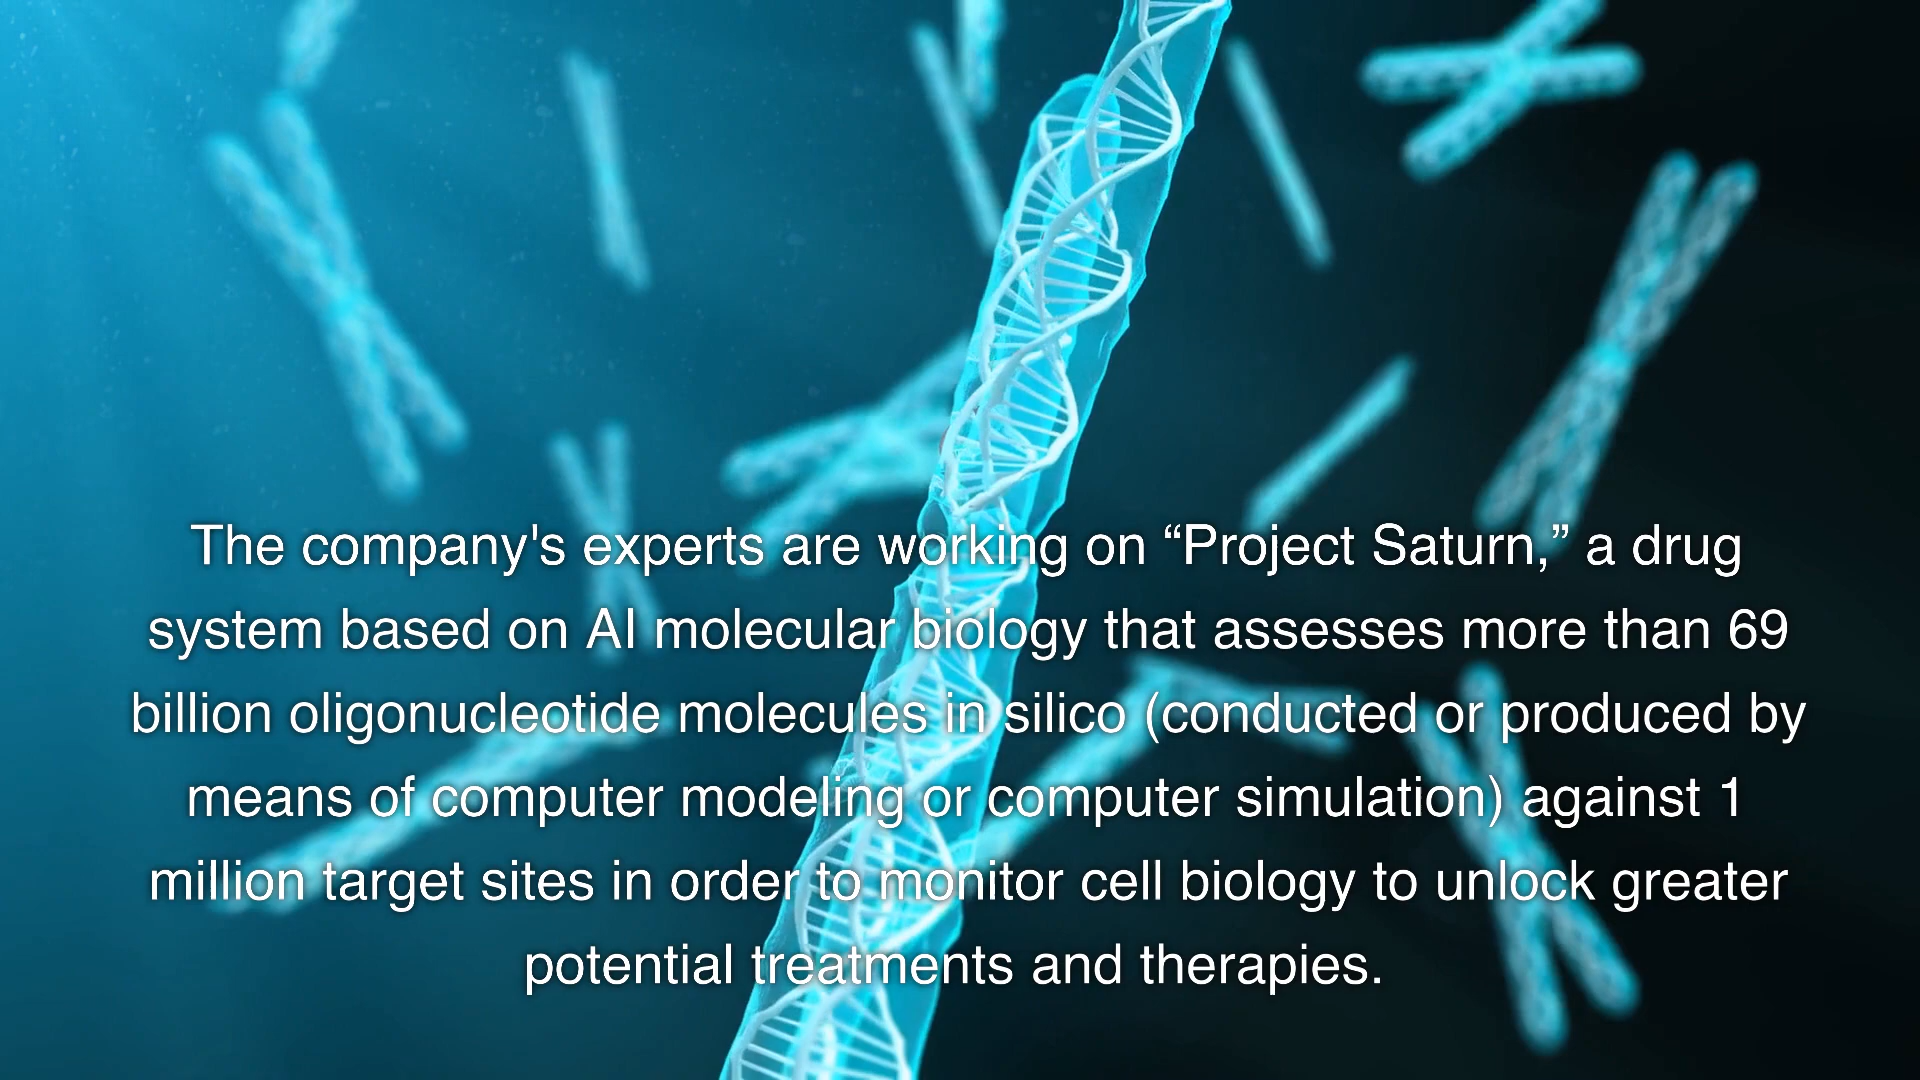 The company's experts are working on “Project Saturn,” a drug
system based on AI molecular biology that assesses more than 69
billion oligonucleotide molecules in silico (conducted or produced by
means of computer modeling or computer simulation) against 1
million target sites in order to monitor cell biology to unlock greater
potential treatments and therapies.